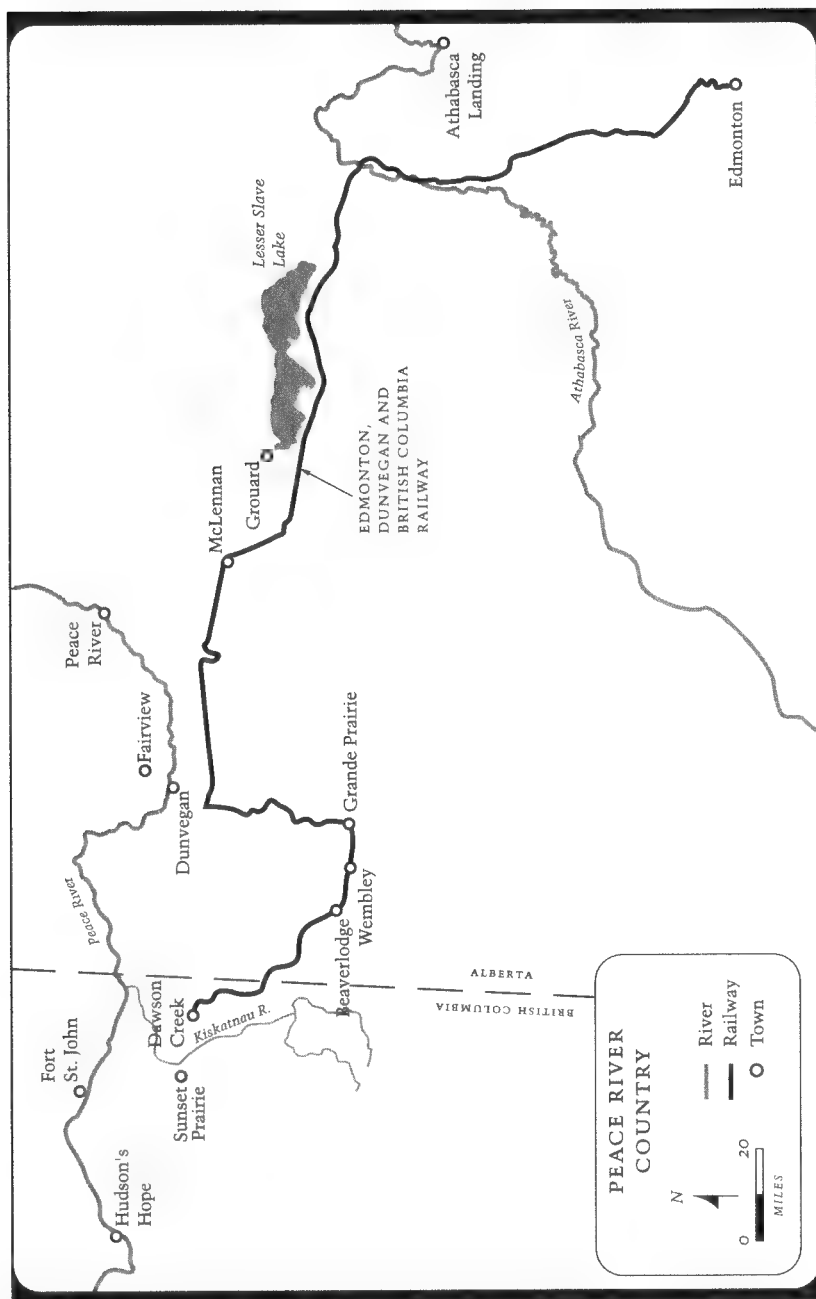 Hudson's
Hope
Fort
St. John
Peace River
Sunset
Prairie
Dawson
Creek
Kiskatnau R.
Dunvegan
Fairview
Peace
River
Beaverlodge
Wembley
Grande Prairie
McLennan
Grouard
Lesser Slave
Lake
EDMONTON,
DUNVEGAN AND
BRITISH COLUMBIA
RAILWAY
Athabasca
Landing
Athabasca River
Edmonton
ALBERTA
BRITISH COLUMBIA
PEACE RIVER
COUNTRY
N
0 20
MILES
River
Railway
Town